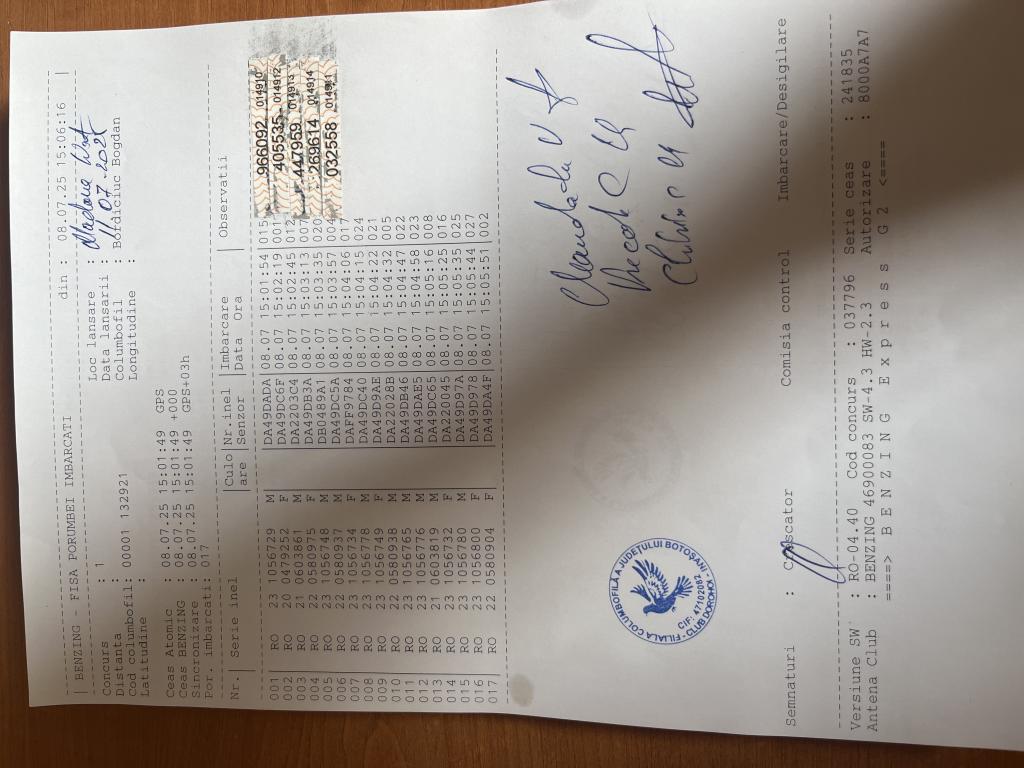 | BENZING - FISA PORUMBEI IMBARCATI din : 08.07.25 15:06:16 |
Concurs : 1 Loc lansare :
Distanta : Data lansarii : 11.07.2025
Cod columbofil: 00001 132921 Columbofil : Bordiciuc Bogdan
Latitudine : Longitudine :
Ceas Atomic : 08.07.25 15:01:49 GPS
Ceas BENZING : 08.07.25 15:01:49 +000
Sincronizare : 08.07.25 15:01:49 GPS+03h
Por. imbarcati: 017
Nr.| Serie inel |Culo|Nr.inel |Imbarcare | Observatii
|are |Senzor |Data Ora |
001| RO 23 1056729 M |DA49DADA|08.07 15:01:54|015
002| RO 20 0479252 F |DA49DC6F|08.07 15:02:19|001
003| RO 21 0603861 M |DA2203C4|08.07 15:02:45|012
004| RO 22 0580975 F |DA49DB3A|08.07 15:03:13|007
005| RO 23 1056748 M |DB0489A1|08.07 15:03:35|020
006| RO 22 0580937 M |DA49DC5A|08.07 15:03:57|004
007| RO 23 1056734 F |DAFF9784|08.07 15:04:06|017
008| RO 23 1056778 M |DA49DC40|08.07 15:04:15|024
009| RO 23 1056749 F |DA49D9AE|08.07 15:04:22|021
010| RO 22 0580948 M |DA22028B|08.07 15:04:32|005
011| RO 23 1056765 M |DA49DB46|08.07 15:04:47|022
012| RO 23 1056776 M |DA49DAE5|08.07 15:04:58|023
013| RO 21 0603819 M |DA49DC65|08.07 15:05:16|008
014| RO 23 1056732 F |DA220045|08.07 15:05:25|016
015| RO 23 1056780 M |DA49D97A|08.07 15:05:35|025
016| RO 23 1056800 F |DA49D978|08.07 15:05:44|027
017| RO 22 0580904 F |DA49DA4F|08.07 15:05:51|002
966092 014910
405535 014912
447959 014913
269614 014914
032558 014911
FILIALA COLUMBOFILĂ A JUDEȚULUI BOTOȘANI
- CLUB DOROHOI -
CIF: 47102082
Semnaturi : Crescator Comisia control Imbarcare/Desigilare
Versiune SW : RO-04.40 Cod concurs : 037796 Serie ceas : 241835
Antena Club : BENZING 46900083 SW-4.3 HW-2.3 Autorizare : 8000A7A7
====> B E N Z I N G E x p r e s s G 2 <====